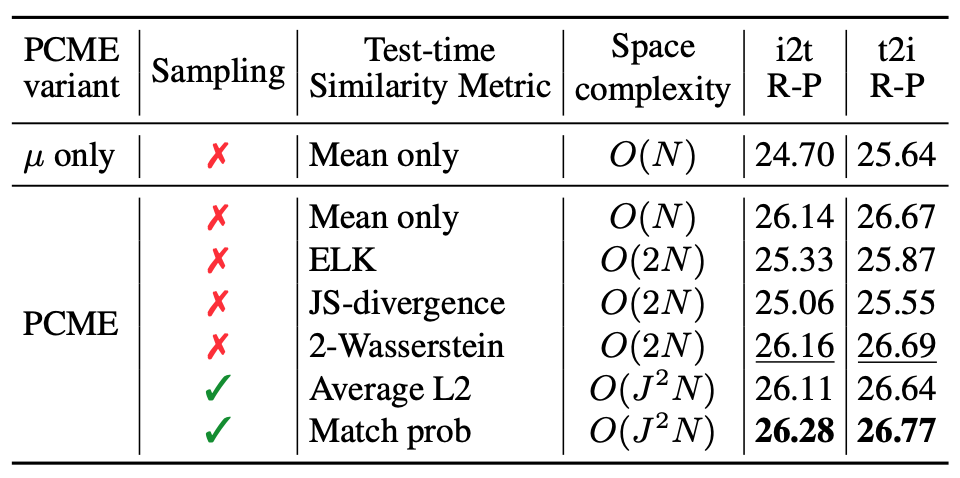 PCME variant | Sampling | Test-time Similarity Metric | Space complexity | i2t R-P | t2i R-P
μ only | ✗ | Mean only | O(N) | 24.70 | 25.64
PCME | ✗ | Mean only | O(N) | 26.14 | 26.67
✗ | ELK | O(2N) | 25.33 | 25.87
✗ | JS-divergence | O(2N) | 25.06 | 25.55
✗ | 2-Wasserstein | O(2N) | 26.16 | 26.69
✓ | Average L2 | O(J²N) | 26.11 | 26.64
✓ | Match prob | O(J²N) | 26.28 | 26.77